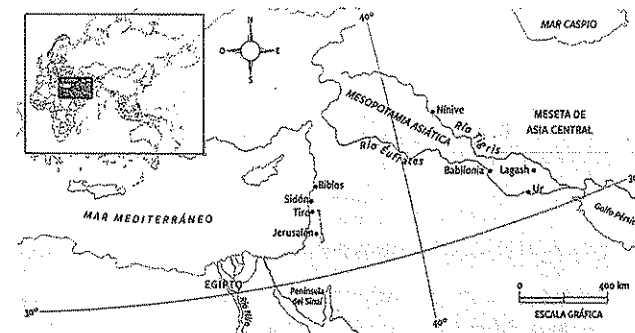 N
O
E
S
40°
MAR CASPIO
Nínive
MESOPOTAMIA ASIÁTICA
Río Tigris
MESETA DE
ASIA CENTRAL
Río Éufrates
Babilonia
Lagash
Ur
Biblos
Sidón
Tiro
Jerusalén
MAR MEDITERRÁNEO
Golfo Pérsico
EGIPTO
Península
del Sinaí
Río Nilo
30°
40°
0
400 km
ESCALA GRÁFICA